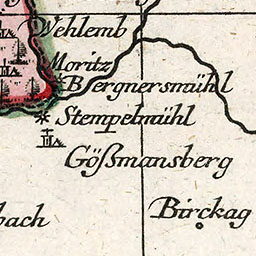 Wehlemb
Moritz
Bergnersmühl
Stempelmühl
Gößmansberg
Birckag
bach